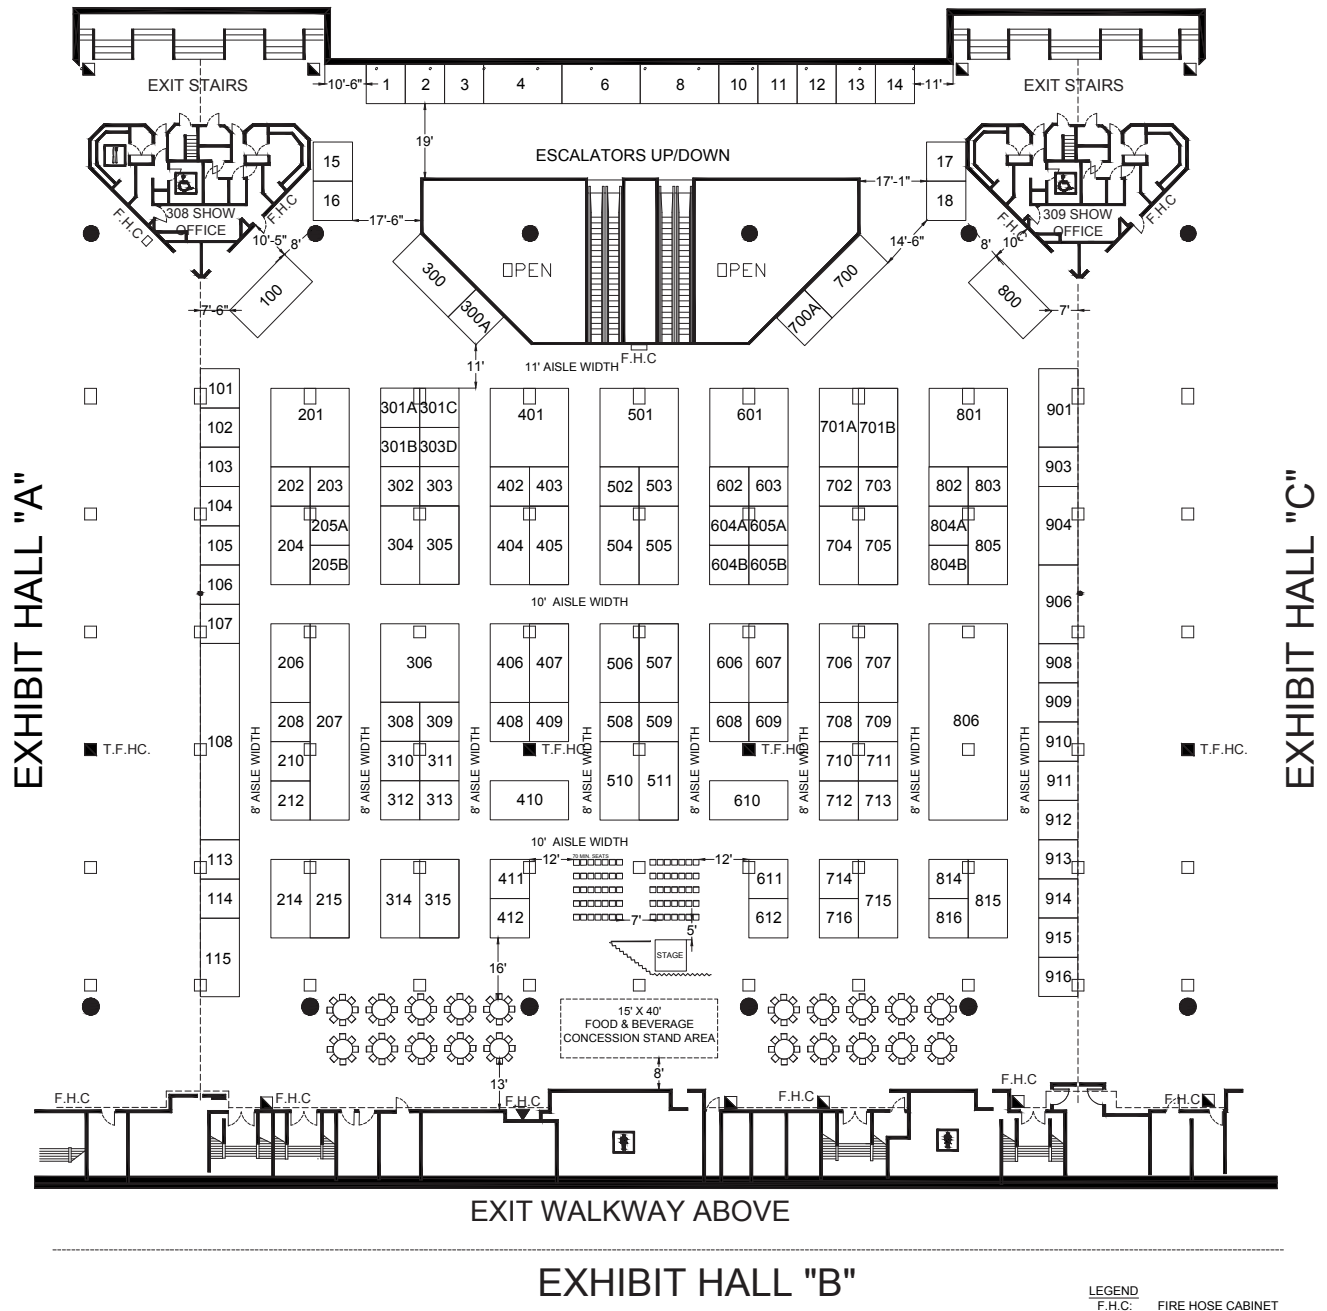 10'-6"
1
2
3
4
6
8
10
11
12
13
14
11'
EXIT STAIRS
EXIT STAIRS
19'
ESCALATORS UP/DOWN
15
16
17
18
17'-6"
17'-1"
14'-6"
308 SHOW
OFFICE
F.H.C
F.H.C
309 SHOW
OFFICE
F.H.C
F.H.C
10'-5"
8'
8'
10'
OPEN
OPEN
100
300
300A
700
700A
800
7'-6"
7'
11'
11' AISLE WIDTH
F.H.C
101
102
103
104
105
106
107
108
113
114
115
201
202
203
204
205A
205B
301A
301C
301B
303D
302
303
304
305
401
402
403
404
405
501
502
503
504
505
601
602
603
604A
605A
604B
605B
701A
701B
702
703
704
705
801
802
803
804A
804B
805
901
903
904
906
908
909
910
911
912
913
914
915
916
10' AISLE WIDTH
206
207
208
210
212
306
308
309
310
311
312
313
406
407
408
409
410
506
507
508
509
510
511
606
607
608
609
610
706
707
708
709
710
711
712
713
806
T.F.HC.
T.F.HC.
T.F.HC.
T.F.HC.
8' AISLE WIDTH
8' AISLE WIDTH
8' AISLE WIDTH
8' AISLE WIDTH
8' AISLE WIDTH
8' AISLE WIDTH
8' AISLE WIDTH
8' AISLE WIDTH
EXHIBIT HALL "A"
EXHIBIT HALL "C"
10' AISLE WIDTH
12'
70 MIN. SEATS
12'
214
215
314
315
411
412
611
612
714
716
715
814
816
815
7'
5'
STAGE
16'
15' X 40'
FOOD & BEVERAGE
CONCESSION STAND AREA
13'
8'
F.H.C
F.H.C
F.H.C
F.H.C
F.H.C
F.H.C
EXIT WALKWAY ABOVE
EXHIBIT HALL "B"
LEGEND
F.H.C: FIRE HOSE CABINET